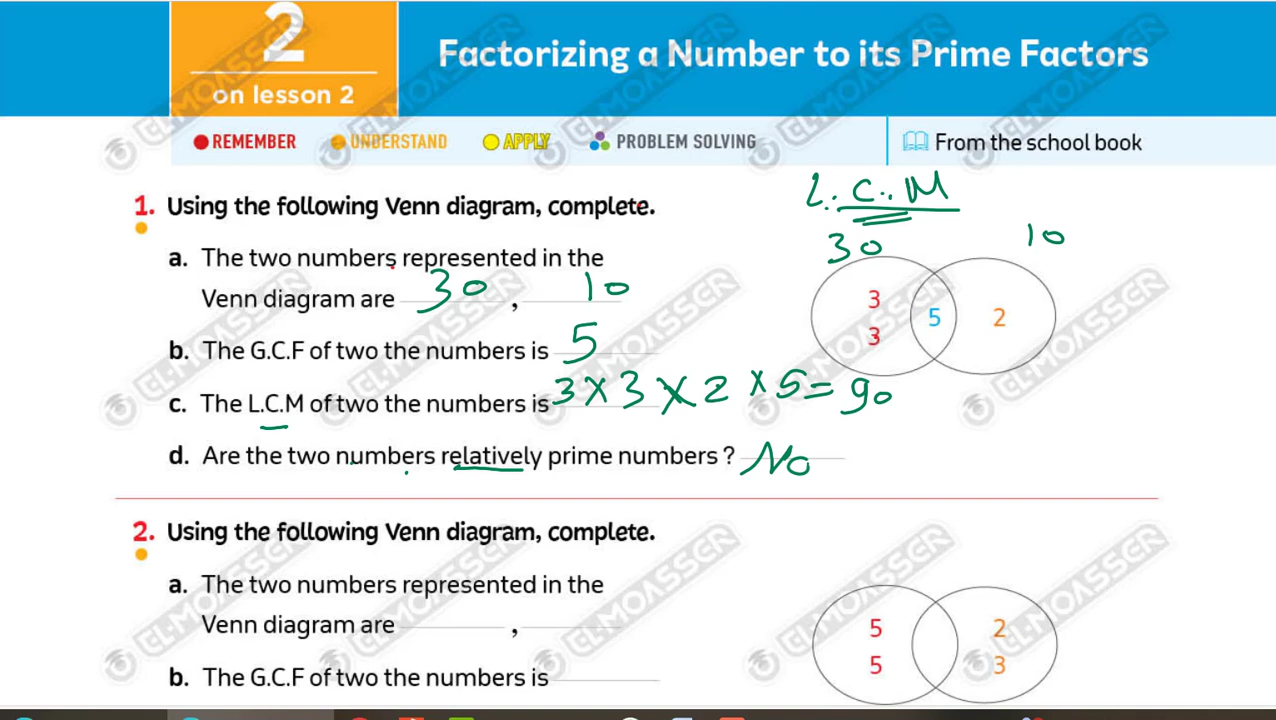 2
on lesson 2
Factorizing a Number to its Prime Factors
REMEMBER UNDERSTAND APPLY PROBLEM SOLVING From the school book
L.C.M
1. Using the following Venn diagram, complete.
30 10
a. The two numbers represented in the
Venn diagram are 30 , 10
3
3
5
2
b. The G.C.F of two the numbers is 5
c. The L.C.M of two the numbers is 3 × 3 × 2 × 5 = 90
d. Are the two numbers relatively prime numbers ? No
2. Using the following Venn diagram, complete.
a. The two numbers represented in the
Venn diagram are ,
5 2
5 3
b. The G.C.F of two the numbers is
EL-MOASSER